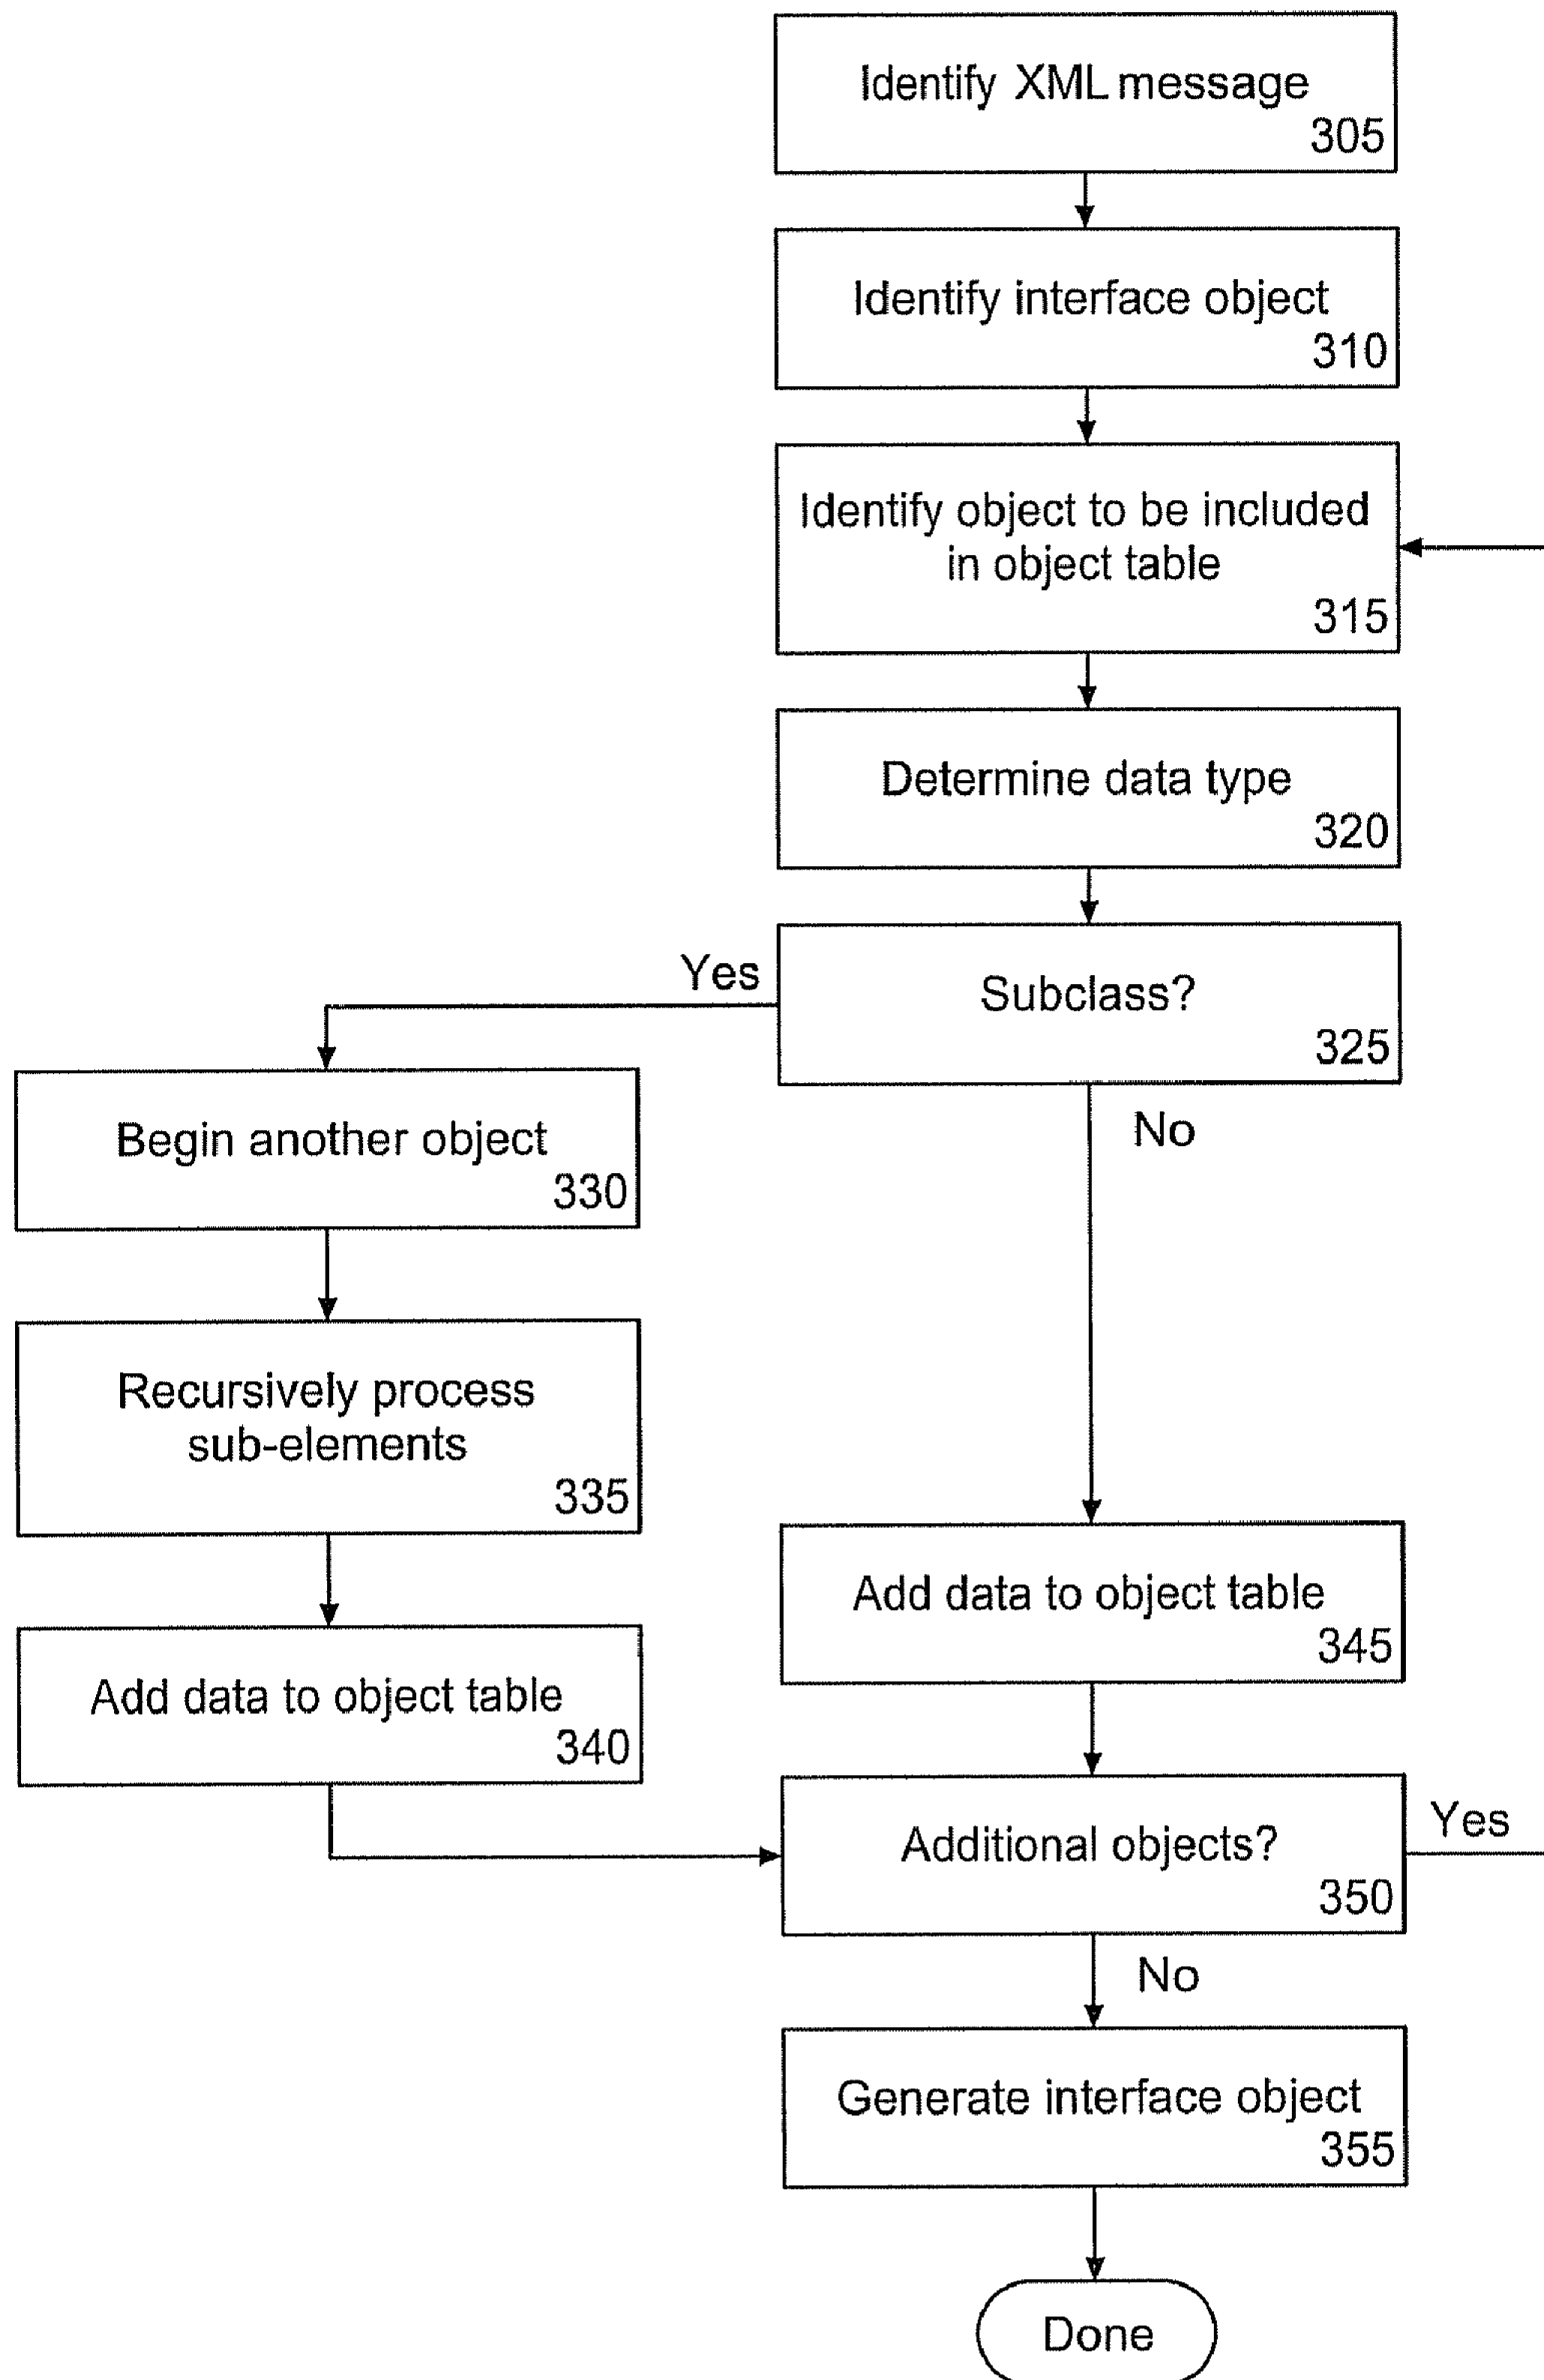 Identify XML message
305
Identify interface object
310
Identify object to be included
in object table
315
Determine data type
320
Yes
Subclass?
325
No
Begin another object
330
Recursively process
sub-elements
335
Add data to object table
340
Add data to object table
345
Additional objects?
350
Yes
No
Generate interface object
355
Done